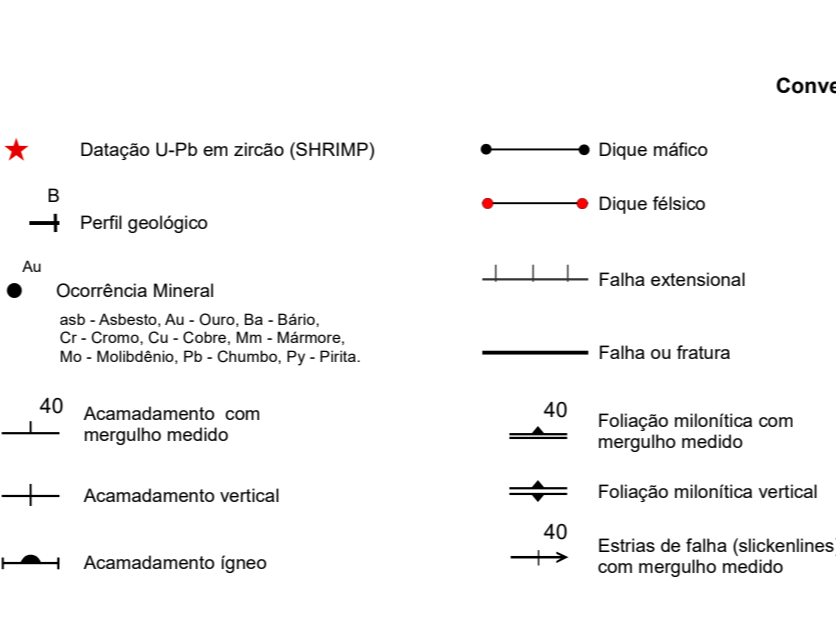 Conve
Datação U-Pb em zircão (SHRIMP)
B
Perfil geológico
Au
Ocorrência Mineral
asb - Asbesto, Au - Ouro, Ba - Bário,
Cr - Cromo, Cu - Cobre, Mm - Mármore,
Mo - Molibdênio, Pb - Chumbo, Py - Pirita.
40
Acamadamento com
mergulho medido
Acamadamento vertical
Acamadamento ígneo
Dique máfico
Dique félsico
Falha extensional
Falha ou fratura
40
Foliação milonítica com
mergulho medido
Foliação milonítica vertical
40
Estrias de falha (slickenlines)
com mergulho medido